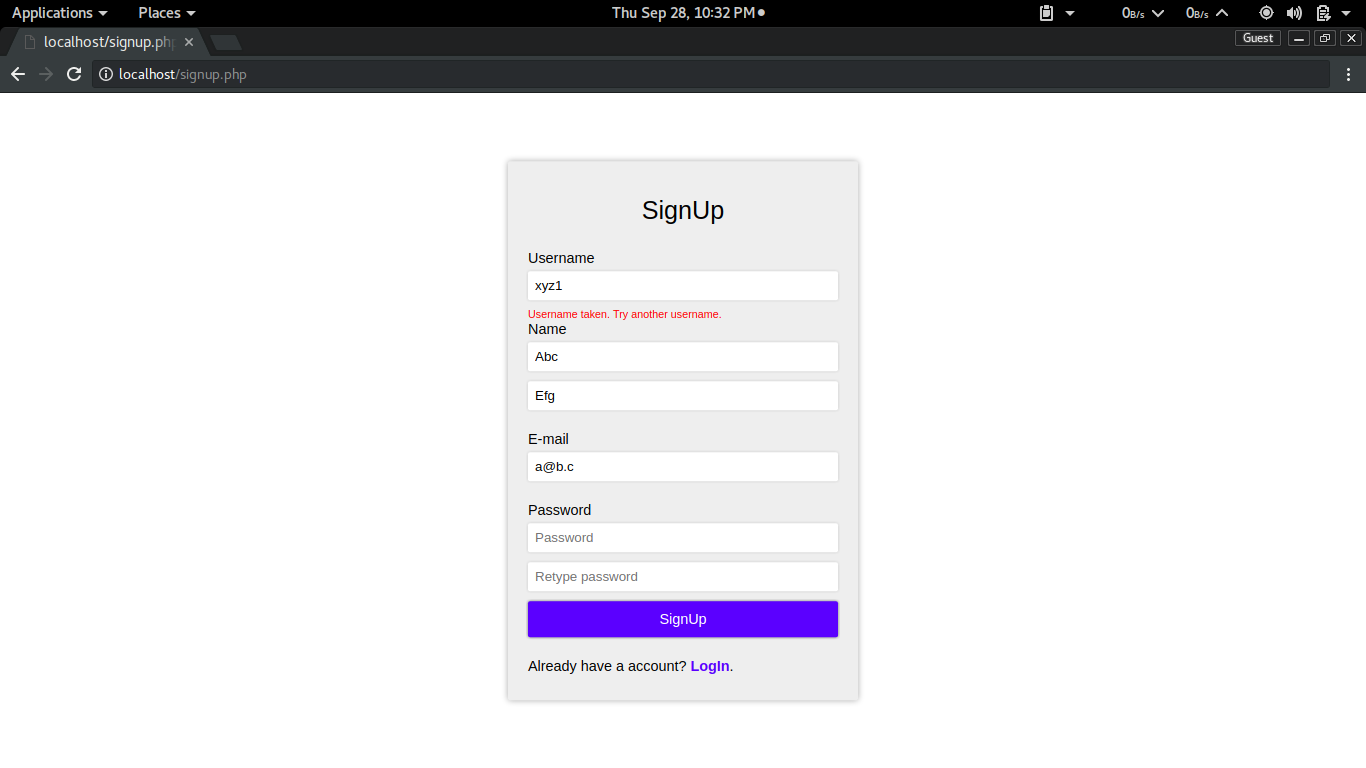 Applications Places Thu Sep 28, 10:32 PM 0B/s 0B/s
localhost/signup.php Guest
localhost/signup.php
SignUp
Username
xyz1
Username taken. Try another username.
Name
Abc
Efg
E-mail
a@b.c
Password
Password
Retype password
SignUp
Already have a account? LogIn.